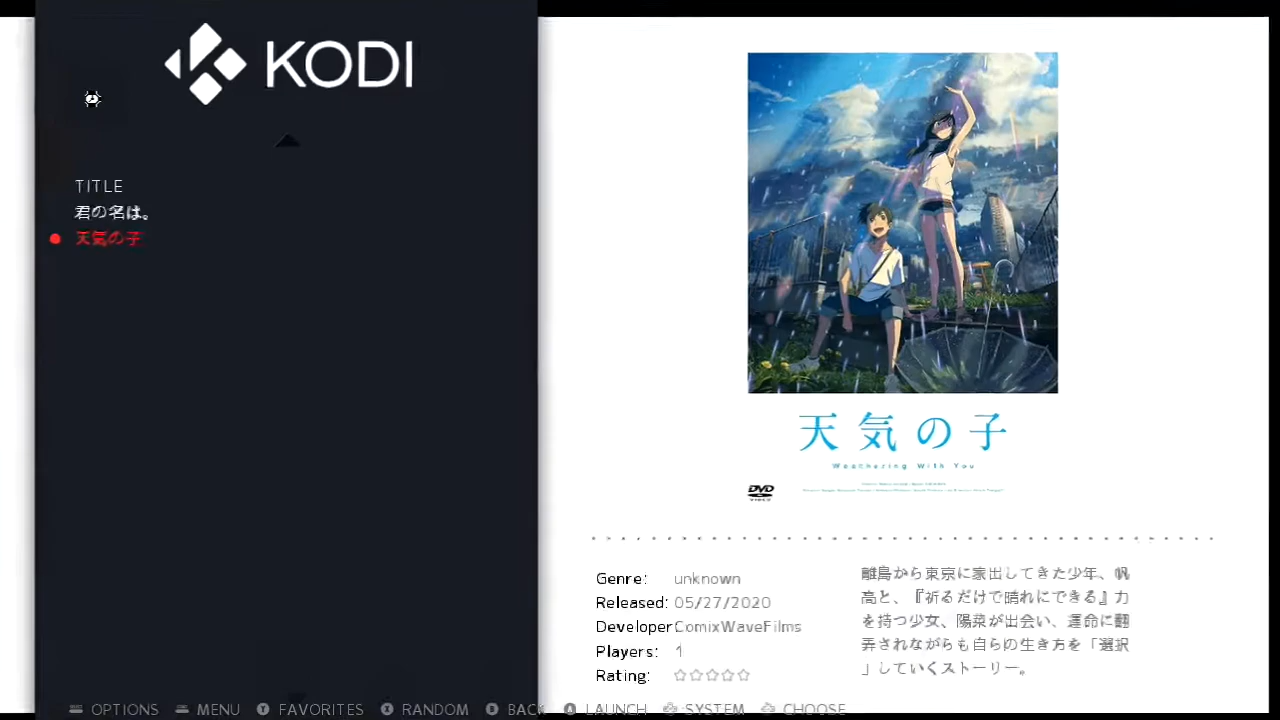 KODI
TITLE
君の名は。
天気の子
天気の子
Weathering With You
DVD
VIDEO
Genre: unknown
Released: 05/27/2020
Developer: ComixWaveFilms
Players: 1
Rating: ☆☆☆☆☆
離島から東京に家出してきた少年、帆
高と、『祈るだけで晴れにできる』力
を持つ少女、陽菜が出会い、運命に翻
弄されながらも自らの生き方を「選択
」していくストーリー。
OPTIONS MENU FAVORITES RANDOM BACK LAUNCH SYSTEM CHOOSE